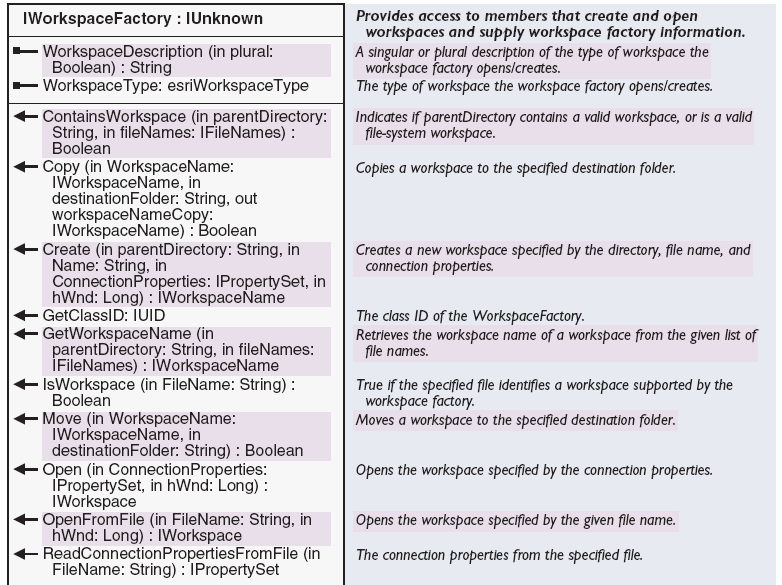 IWorkspaceFactory : IUnknown
Provides access to members that create and open
workspaces and supply workspace factory information.
WorkspaceDescription (in plural:
Boolean) : String
A singular or plural description of the type of workspace the
workspace factory opens/creates.
WorkspaceType: esriWorkspaceType
The type of workspace the workspace factory opens/creates.
ContainsWorkspace (in parentDirectory:
String, in fileNames: IFileNames) :
Boolean
Indicates if parentDirectory contains a valid workspace, or is a valid
file-system workspace.
Copy (in WorkspaceName:
IWorkspaceName, in
destinationFolder: String, out
workspaceNameCopy:
IWorkspaceName) : Boolean
Copies a workspace to the specified destination folder.
Create (in parentDirectory: String, in
Name: String, in
ConnectionProperties: IPropertySet, in
hWnd: Long) : IWorkspaceName
Creates a new workspace specified by the directory, file name, and
connection properties.
GetClassID: IUID
The class ID of the WorkspaceFactory.
GetWorkspaceName (in
parentDirectory: String, in fileNames:
IFileNames) : IWorkspaceName
Retrieves the workspace name of a workspace from the given list of
file names.
IsWorkspace (in FileName: String) :
Boolean
True if the specified file identifies a workspace supported by the
workspace factory.
Move (in WorkspaceName:
IWorkspaceName, in
destinationFolder: String) : Boolean
Moves a workspace to the specified destination folder.
Open (in ConnectionProperties:
IPropertySet, in hWnd: Long) :
IWorkspace
Opens the workspace specified by the connection properties.
OpenFromFile (in FileName: String, in
hWnd: Long) : IWorkspace
Opens the workspace specified by the given file name.
ReadConnectionPropertiesFromFile (in
FileName: String) : IPropertySet
The connection properties from the specified file.